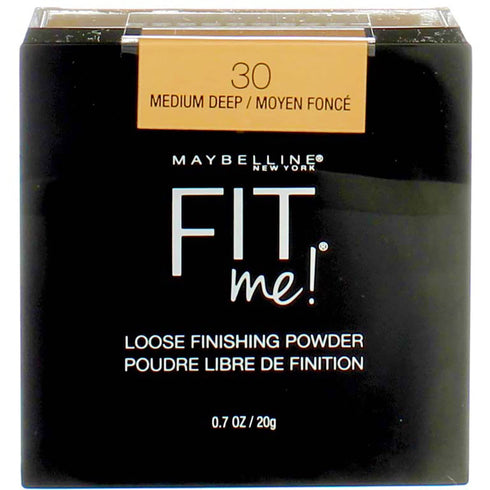 30
MEDIUM DEEP / MOYEN FONCÉ
MAYBELLINE®
NEW YORK
FIT
me!®
LOOSE FINISHING POWDER
POUDRE LIBRE DE FINITION
0.7 OZ / 20g